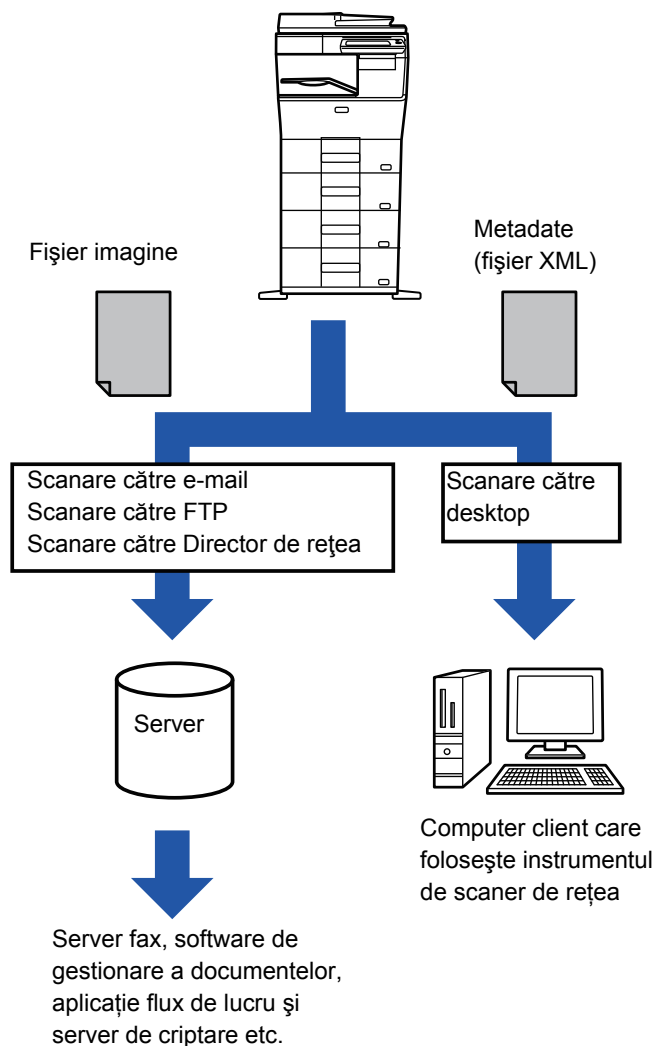 Fişier imagine
Metadate
(fişier XML)
Scanare către e-mail
Scanare către FTP
Scanare către Director de reţea
Scanare către
desktop
Server
Computer client care
foloseşte instrumentul
de scaner de rețea
Server fax, software de
gestionare a documentelor,
aplicație flux de lucru şi
server de criptare etc.